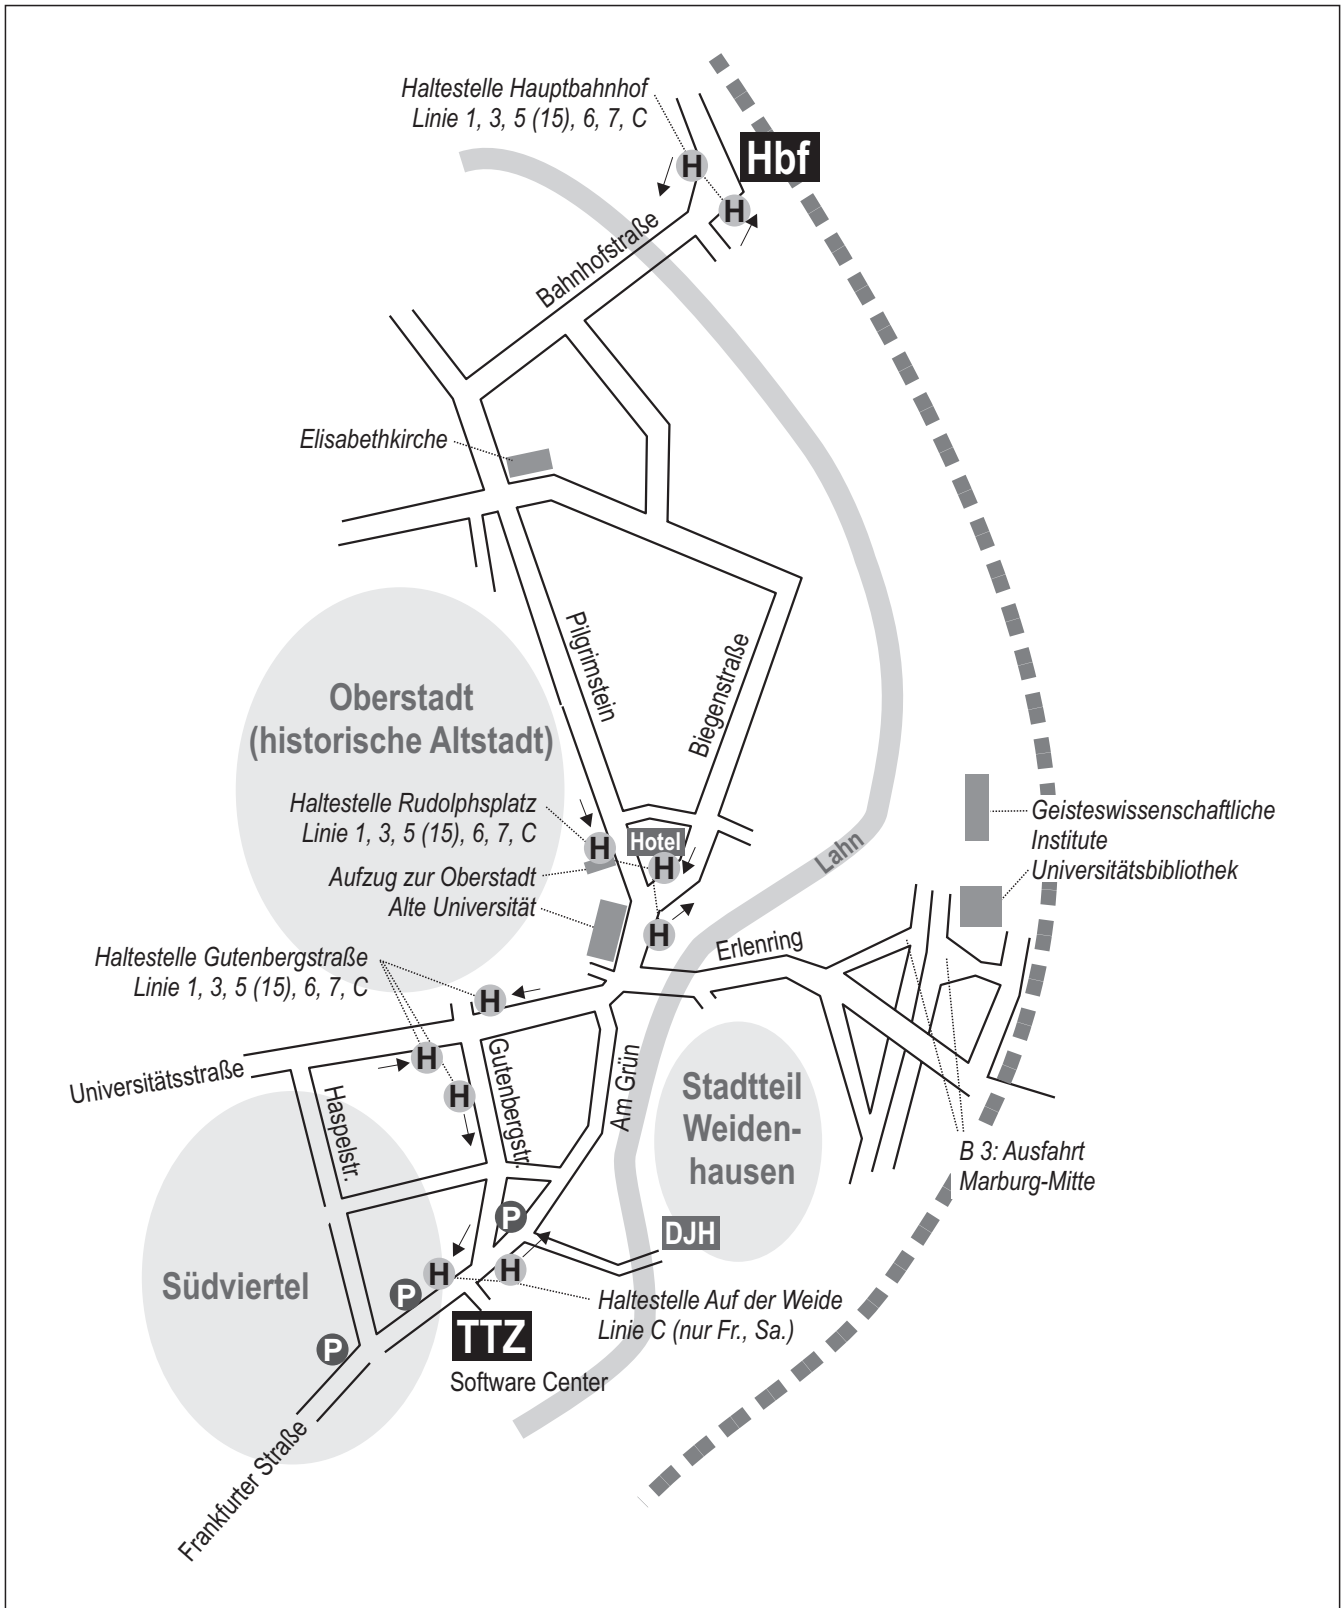 Haltestelle Hauptbahnhof
Linie 1, 3, 5 (15), 6, 7, C
H
Hbf
H
Bahnhofstraße
Elisabethkirche
Pilgrimstein
Biegenstraße
Oberstadt
(historische Altstadt)
Haltestelle Rudolphsplatz
Linie 1, 3, 5 (15), 6, 7, C
H
Hotel
H
Aufzug zur Oberstadt
Alte Universität
H
Lahn
Geisteswissenschaftliche
Institute
Universitätsbibliothek
Erlenring
Haltestelle Gutenbergstraße
Linie 1, 3, 5 (15), 6, 7, C
H
H
H
Universitätsstraße
Haspelstr.
Gutenbergstr.
Am Grün
Stadtteil
Weiden-
hausen
B 3: Ausfahrt
Marburg-Mitte
P
DJH
Südviertel
H
H
P
P
Haltestelle Auf der Weide
Linie C (nur Fr., Sa.)
TTZ
Software Center
Frankfurter Straße